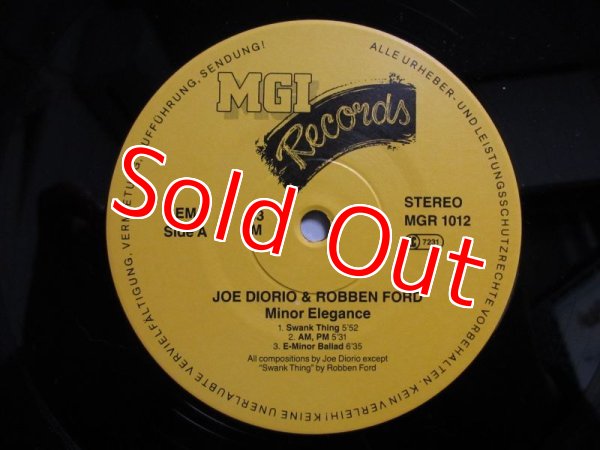 ALLE URHEBER- UND LEISTUNGSSCHUTZRECHTE VORBEHALTEN. KEIN VERLEIH! KEINE UNERLAUBTE VERVIELFÄLTIGUNG, SENDUNG!
MGI
Records
Sold Out
Side A
STEREO
MGR 1012
7231
JOE DIORIO & ROBBEN FORD
Minor Elegance
1. Swank Thing 5'52
2. AM, PM 5'31
3. E-Minor Ballad 6'35
All compositions by Joe Diorio except
"Swank Thing" by Robben Ford